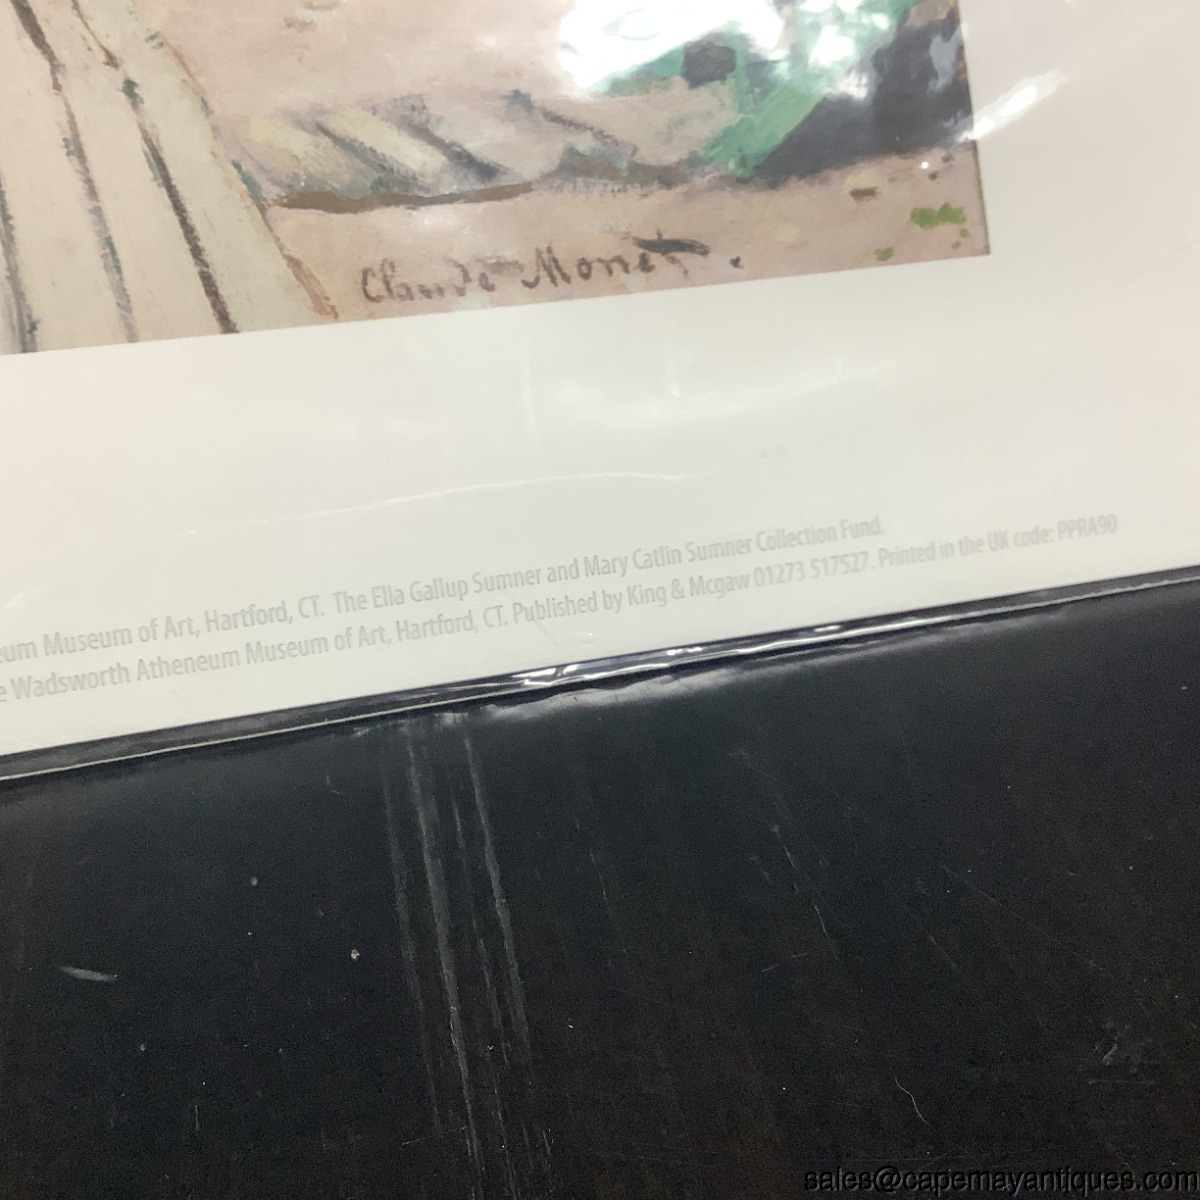 Claude Monet.
Museum of Art, Hartford, CT. The Ella Gallup Sumner and Mary Catlin Sumner Collection Fund.
Wadsworth Atheneum Museum of Art, Hartford, CT. Published by King & Mcgaw 01273 517527. Printed in the UK code: PPRA90
sales@capemayantiques.com